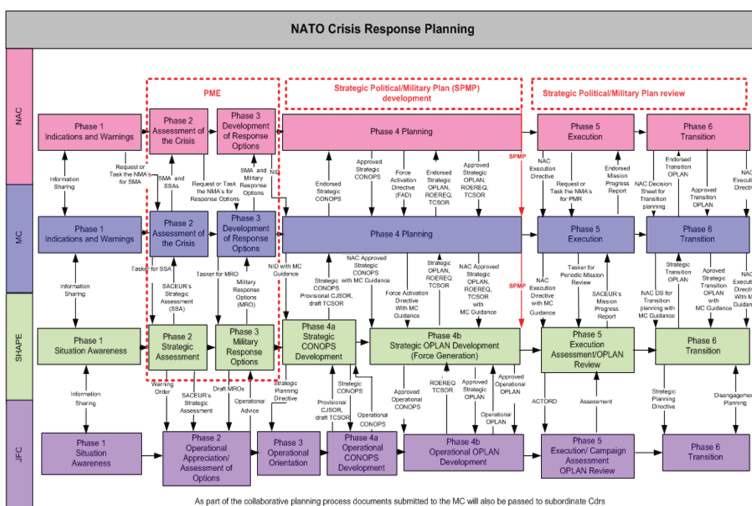 NATO Crisis Response Planning
PME
Strategic Political/Military Plan (SPMP)
development
Strategic Political/Military Plan review
NAC
Phase 1
Indications and Warnings
Phase 2
Assessment of
the Crisis
Phase 3
Development of
Response
Options
Phase 4 Planning
Phase 5
Execution
Phase 6
Transition
Information
Sharing
Request or
Task the NMA's
for SMA
SMA and
SSAs
Request or Task
the NMA's for
Response Options
SMA and
Military
Response
Options
NID
Endorsed
Strategic
CONOPS
Approved
Strategic
CONOPS
Force
Activation
Directive
(FAD)
Endorsed
Strategic
OPLAN,
ROEREQ,
TCSOR
Approved
Strategic
OPLAN,
ROEREQ,
TCSOR
SPMP
NAC
Execution
Directive
Request or
Task the NMA's
for PMR
Endorsed
Mission
Progress
Report
NAC Decision
Sheet for
Transition
planning
Endorsed
Transition
OPLAN
Approved
Transition
OPLAN
NAC
Execu
Directi
MC
Phase 1
Indications and Warnings
Phase 2
Assessment of
the Crisis
Phase 3
Development of
Response
Options
Phase 4 Planning
Phase 5
Execution
Phase 6
Transition
Information
Sharing
Tasker for SSA
SACEUR's
Strategic
Assessment
(SSA)
Tasker for MRO
Military
Response
Options
(MRO)
NID with MC
Guidance
Strategic
CONOPS
Provisional CJSOR,
draft TCSOR
NAC Approved
Strategic CONOPS
with MC Guidance
Force Activation
Directive
With MC
Guidance
Strategic
OPLAN,
ROEREQ,
TCSOR
NAC Approved
Strategic
OPLAN,
ROEREQ,
TCSOR
with MC
Guidance
SPMP
NAC
Execution
Directive
with MC
Guidance
Tasker for
Periodic Mission
Review
SACEUR's
Mission
Progress
Report
NAC DS for
Transition
planning with
MC Guidance
Strategic
Transition
OPLAN
Aproved
Strategic
Transition
OPLAN
with MC
Guidance
NAC
Execution
Directive
With M
Guidan
SHAPE
Phase 1
Situation Awareness
Phase 2
Strategic
Assessment
Phase 3
Military
Response
Options
Phase 4a
Strategic
CONOPS
Development
Phase 4b
Strategic OPLAN Development
(Force Generation)
Phase 5
Execution
Assessment/OPLAN
Review
Phase 6
Transition
Information
Sharing
Warning
Order
SACEUR's
Strategic
Assessment
Draft MROs
Operational
Advice
Strategic
Planning
Directive
Provisional
CJSOR,
draft TCSOR
Strategic
CONOPS
Operational
CONOPS
Approved
Operational
CONOPS
ROEREQ
TCSOR
Approved
Strategic
OPLAN
Operational
OPLAN
Approved
Operational
OPLAN
ACTORD
Assessment
Strategic
Planning
Directive
Disengagem
Planning
JFC
Phase 1
Situation
Awareness
Phase 2
Operational
Appreciation/
Assessment of
Options
Phase 3
Operational
Orientation
Phase 4a
Operational
CONOPS
Development
Phase 4b
Operational OPLAN
Development
Phase 5
Execution/ Campaign
Assessment
OPLAN Review
Phase 6
Transition
As part of the collaborative planning process documents submitted to the MC will also be passed to subordinate Cdrs